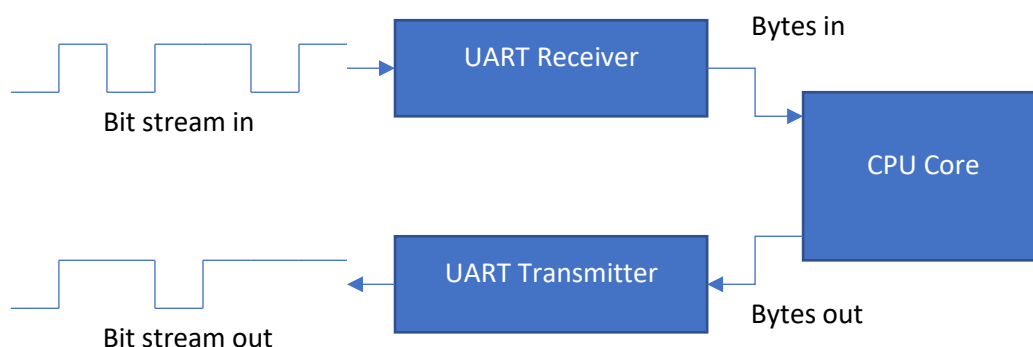 Bytes in
UART Receiver
Bit stream in
CPU Core
UART Transmitter
Bytes out
Bit stream out